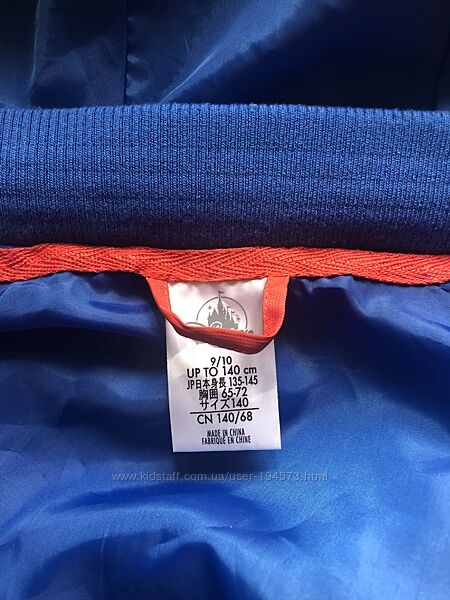 9/10
UP TO 140 cm
JP日本身長 135-145
胸囲 65-72
サイズ140
CN 140/68
MADE IN CHINA
FABRIQUÉ EN CHINE
www.kidstaff.com.ua/user-194573.html